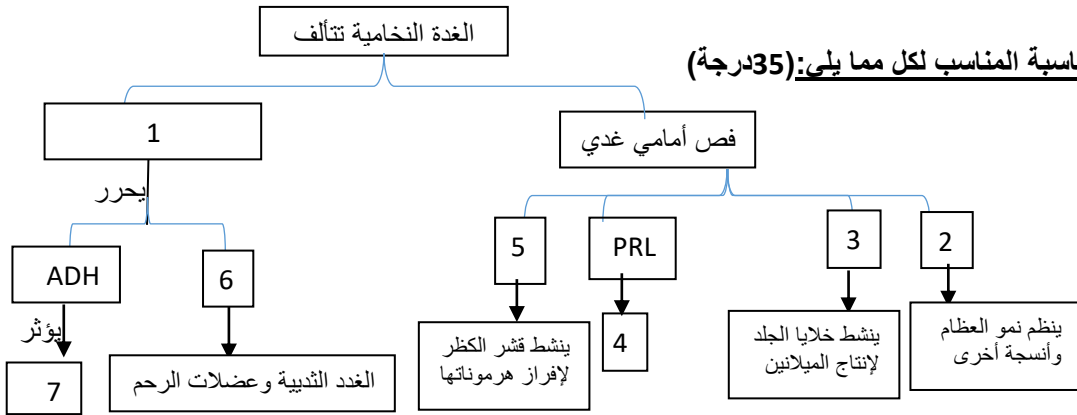 الغدة النخامية تتألف
اسبة المناسب لكل مما يلي:(35درجة)
1
فص أمامي غدي
يحرر
ADH
6
5
PRL
3
2
يؤثر
7
الغدد الثديية وعضلات الرحم
ينشط قشر الكظر
لإفراز هرموناتها
4
ينشط خلايا الجلد
لإنتاج الميلانين
ينظم نمو العظام
وأنسجة أخرى